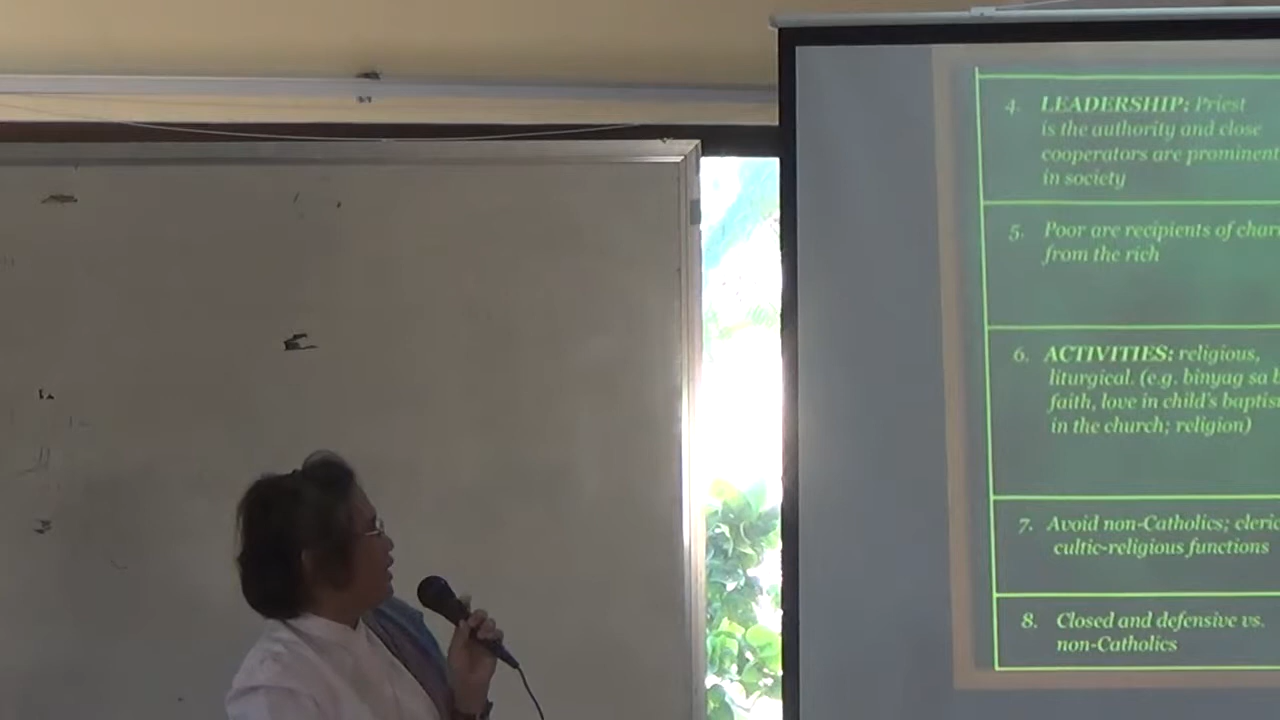 4. LEADERSHIP: Priest
is the authority and close
cooperators are prominent
in society
5. Poor are recipients of
from the rich
6. ACTIVITIES: religious,
liturgical. (e.g. binyag sa
faith, love in child's
in the church; religion)
7. Avoid non-Catholics;
cultic-religious functions
8. Closed and defensive vs.
non-Catholics